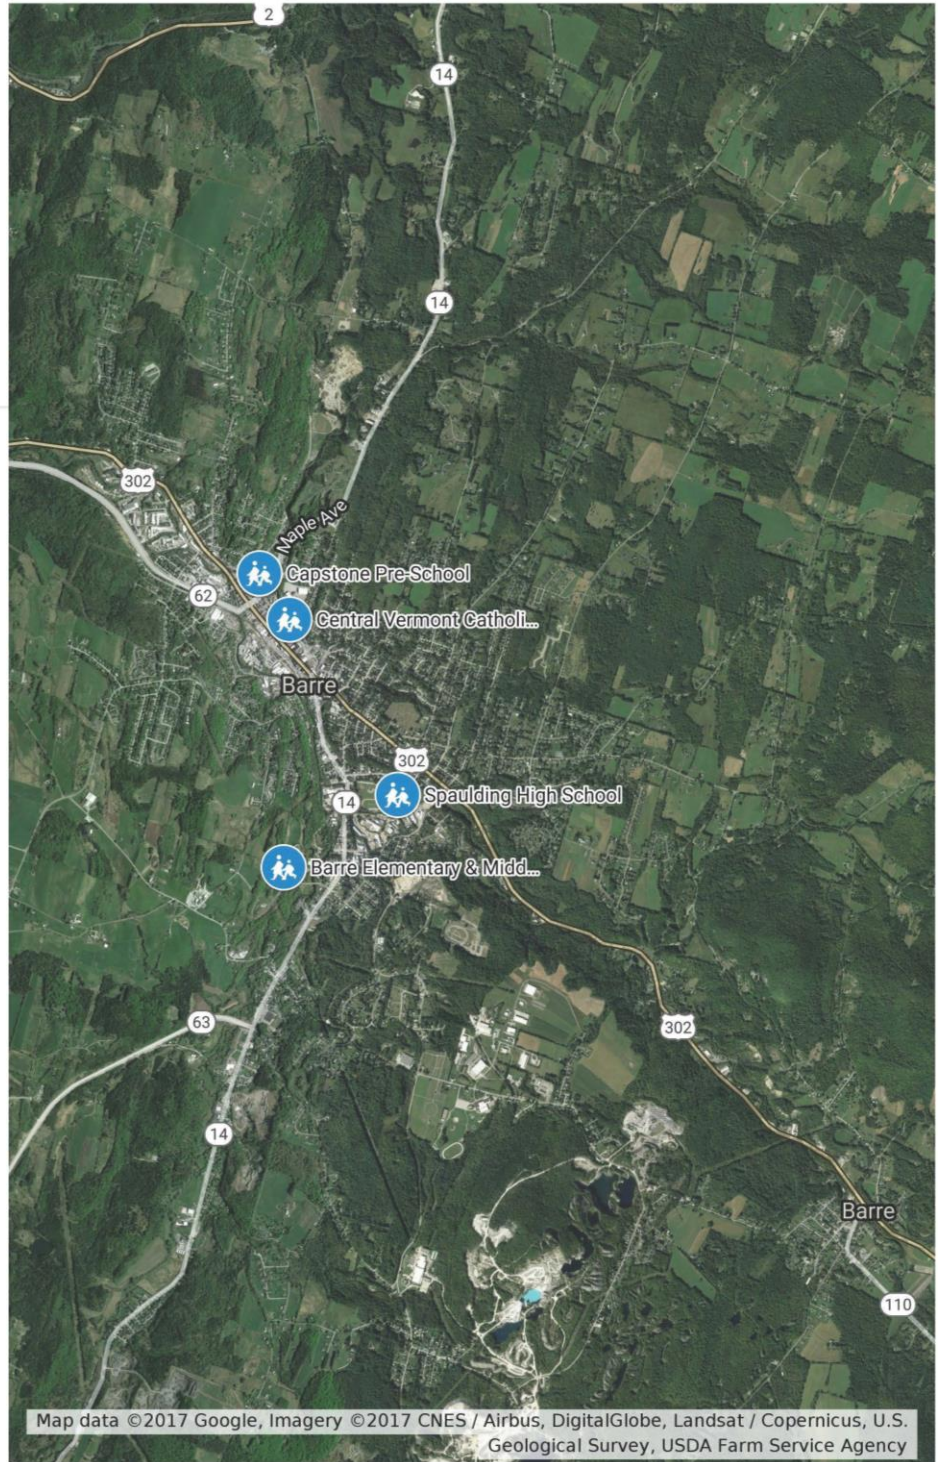 2
14
14
302
Maple Ave
Capstone Pre-School
62
Central Vermont Catholi...
Barre
302
Spaulding High School
14
Barre Elementary & Midd...
63
302
14
Barre
110
Map data ©2017 Google, Imagery ©2017 CNES / Airbus, DigitalGlobe, Landsat / Copernicus, U.S.
Geological Survey, USDA Farm Service Agency